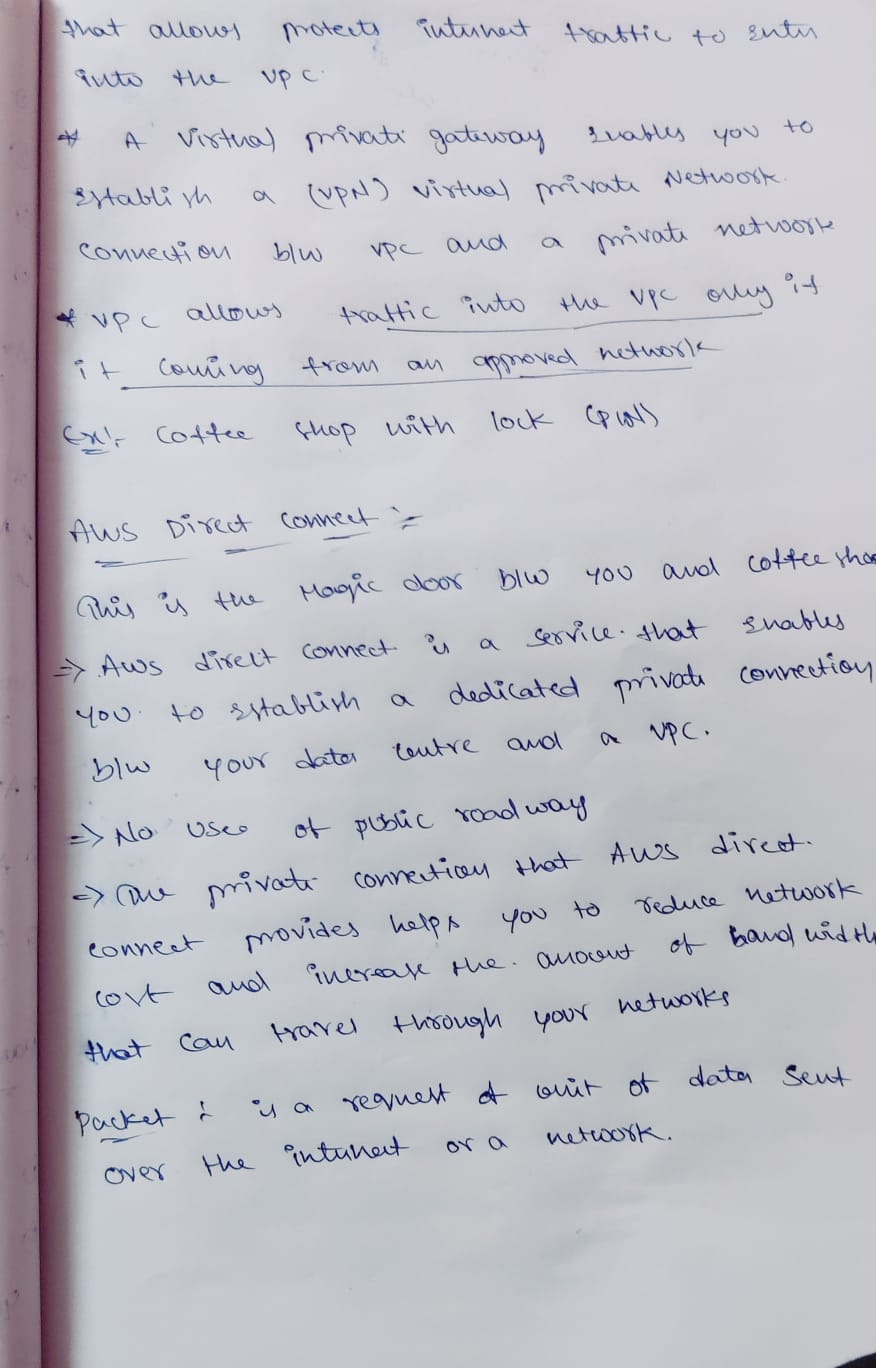 that allows protects internet traffic to enter
into the VPC.
* A Virtual private gateway enables you to
establish a (VPN) virtual private Network.
connection b/w VPC and a private network
* VPC allows traffic into the VPC only if
it coming from an approved network
Ex:- Coffee shop with lock (PIN)
AWS Direct Connect :-
This is the Magic door b/w you and coffee shop
=> AWS direct connect is a service. that enables
you to establish a dedicated private connection
b/w your data centre and a VPC.
=> No use of public road way
=> The private connection that AWS direct.
connect provides helps you to reduce network
cost and increase the amount of band width
that can travel through your networks
Packet : is a request of unit of data sent
over the internet or a network.